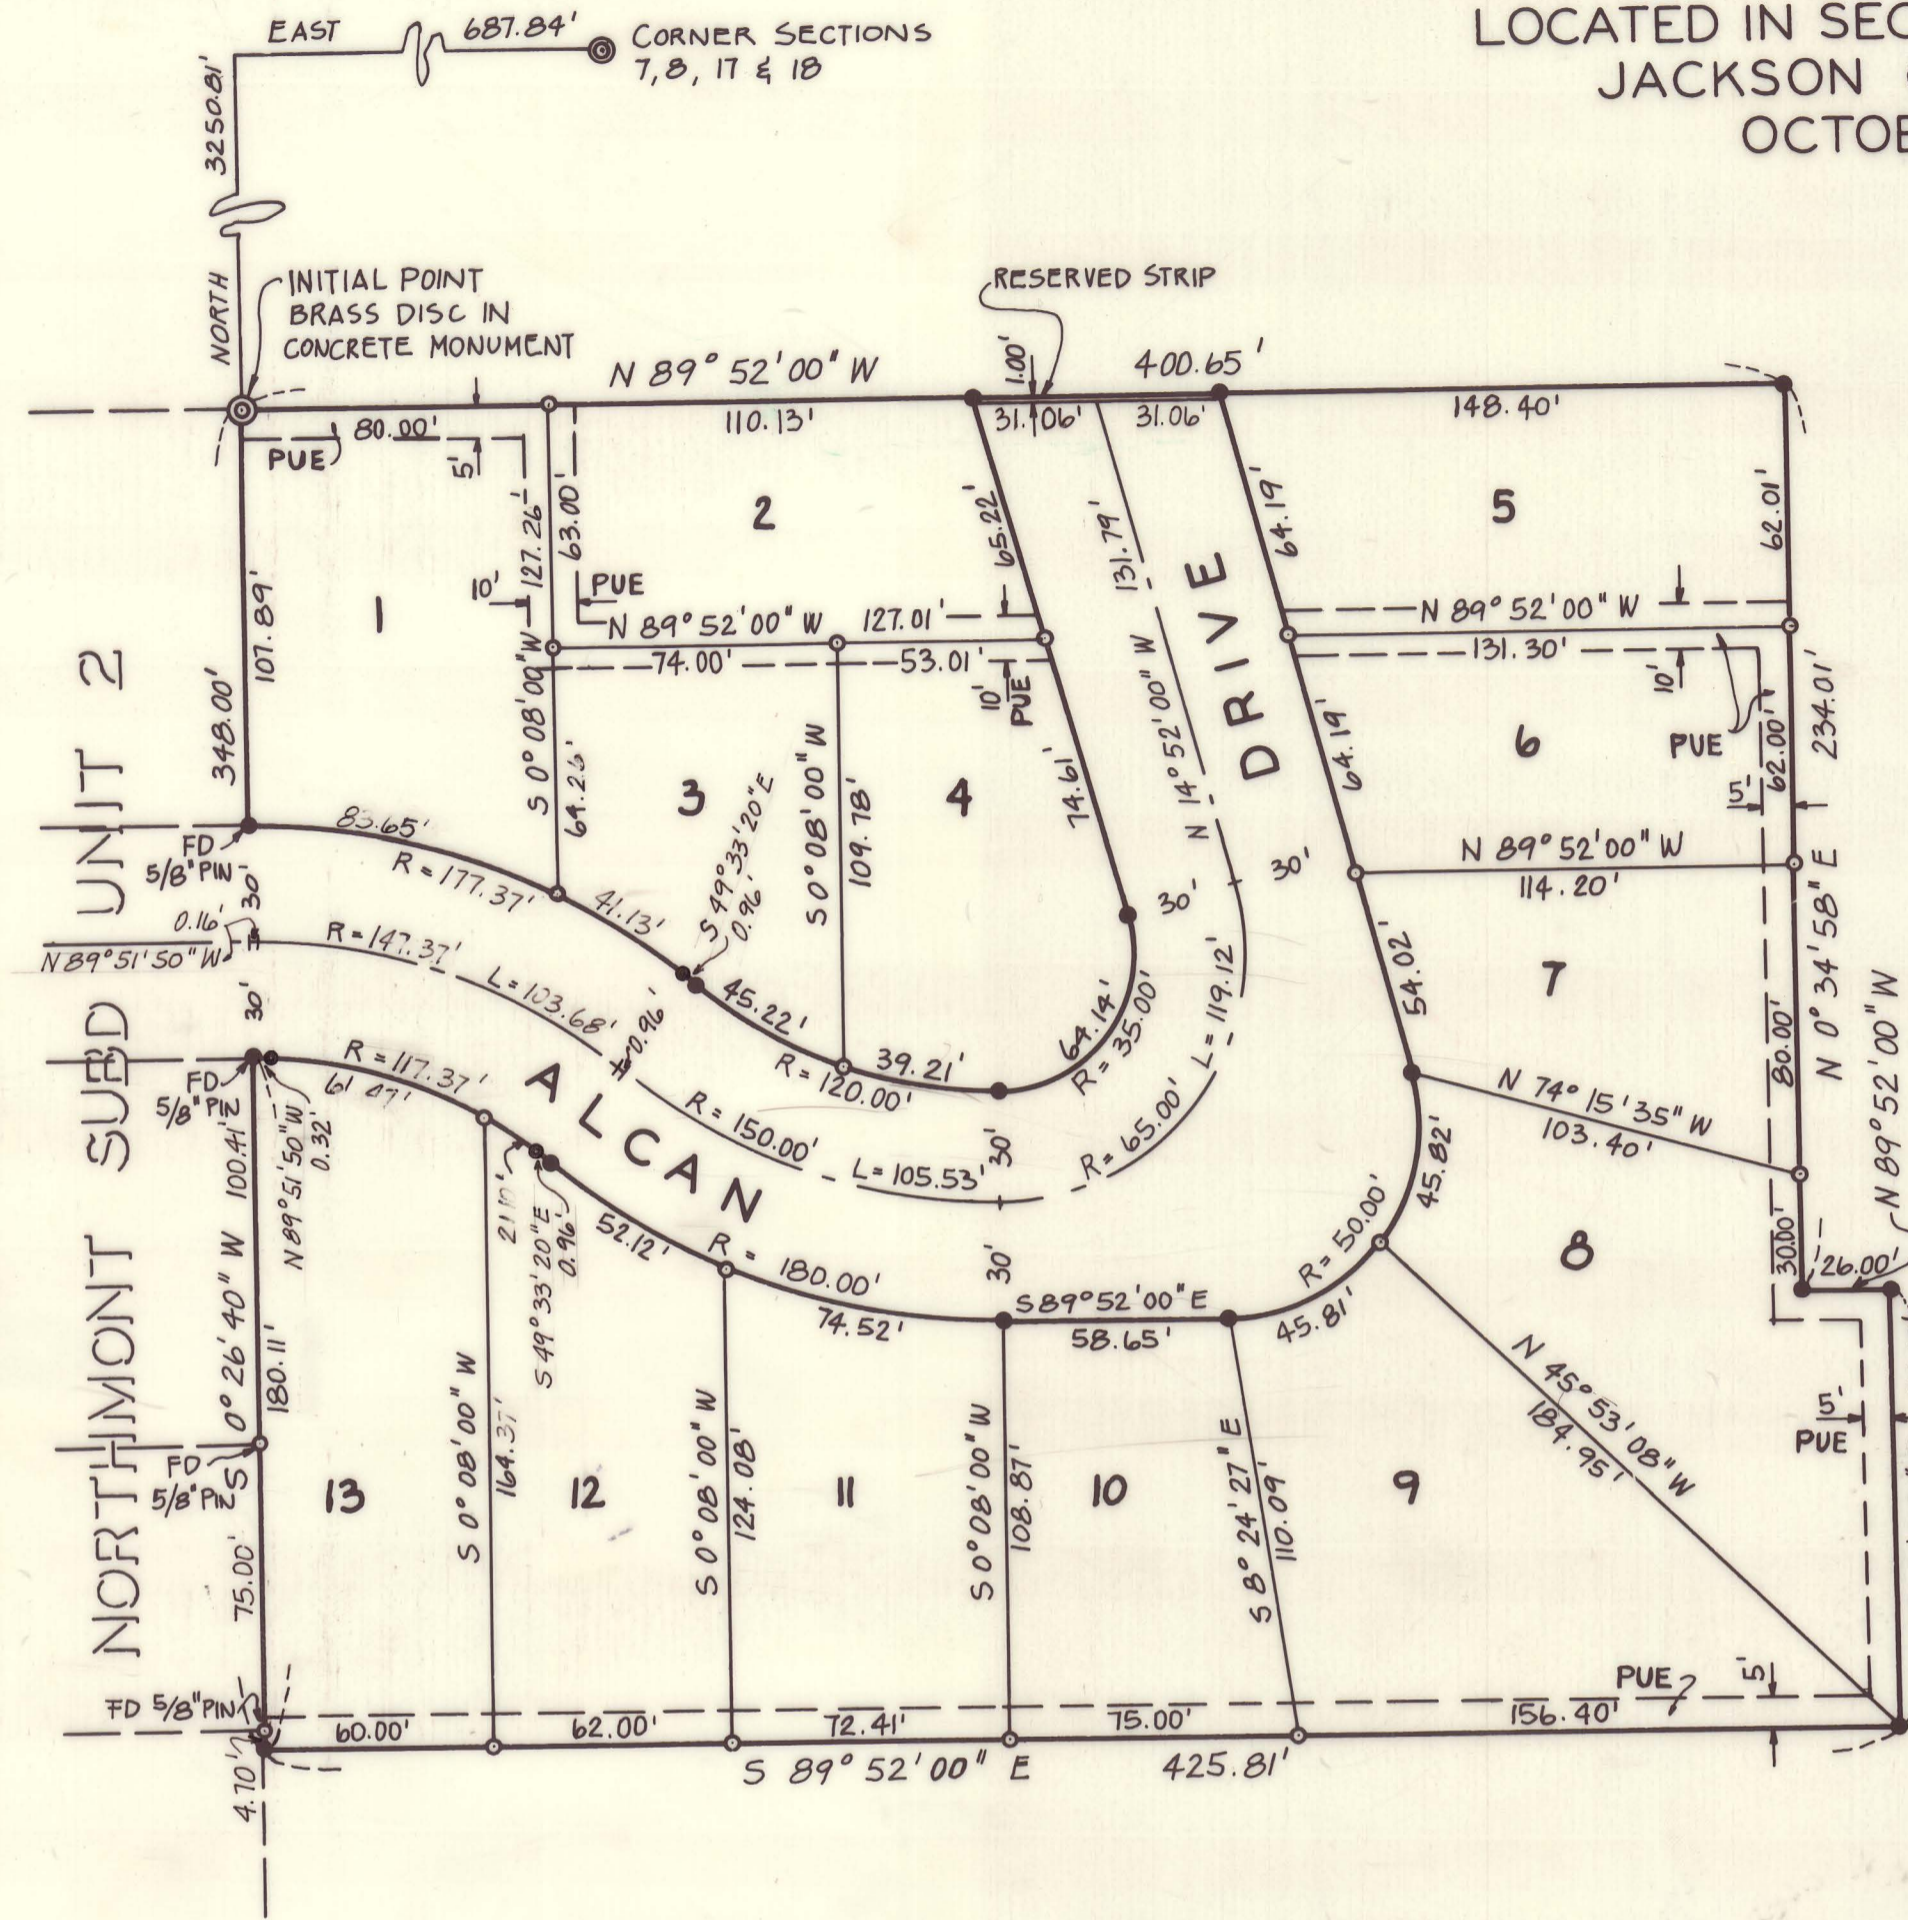 LOCATED IN SEC
JACKSON
OCTOB
EAST 687.84'
CORNER SECTIONS
7, 8, 17 & 18
3250.81'
NORTH
INITIAL POINT
BRASS DISC IN
CONCRETE MONUMENT
RESERVED STRIP
N 89° 52' 00" W
400.65'
1.00'
80.00'
110.13'
31.06'
31.06'
148.40'
PUE
5'
1
2
5
107.89'
348.00'
10'
127.26'
63.00'
PUE
S 0° 08' 00" W
64.26'
65.22'
131.79'
64.19'
62.01'
N 89° 52' 00" W 127.01'
74.00'
53.01'
10'
PUE
N 89° 52' 00" W
131.30'
10'
PUE
3
4
6
74.61'
N 14° 52' 00" W
DRIVE
64.19'
62.00'
5'
234.01'
N 0° 34' 58" E
S 0° 08' 00" W
109.78'
S 49° 33' 20" E
0.96'
N 89° 52' 00" W
114.20'
30'
30'
FD
5/8" PIN
83.65'
R = 177.37'
41.13'
30'
0.16'
N 89° 51' 50" W
R = 147.37'
L = 103.68'
0.96'
30'
45.22'
R = 120.00'
39.21'
64.14'
R = 35.00'
L = 119.12'
R = 65.00'
54.02'
7
80.00'
N 89° 52' 00" W
FD
5/8" PIN
R = 117.37'
61.47'
N 89° 51' 50" W
0.32'
ALCAN
R = 150.00'
L = 105.53'
30'
30'
N 74° 15' 35" W
103.40'
45.82'
R = 50.00'
45.81'
8
30.00'
26.00'
NORTHMONT SUBD UNIT 2
S 0° 26' 40" W
100.41'
180.11'
S 49° 33' 20" E
0.96'
52.12'
R = 180.00'
74.52'
S 89° 52' 00" E
58.65'
N 45° 53' 08" W
184.95'
5'
PUE
FD
5/8" PIN
13
S 0° 08' 00" W
164.37'
12
S 0° 08' 00" W
124.08'
11
S 0° 08' 00" W
108.87'
10
S 8° 24' 27" E
110.09'
9
75.00'
FD 5/8" PIN
4.70'
60.00'
62.00'
72.41'
75.00'
156.40'
PUE
5'
S 89° 52' 00" E
425.81'